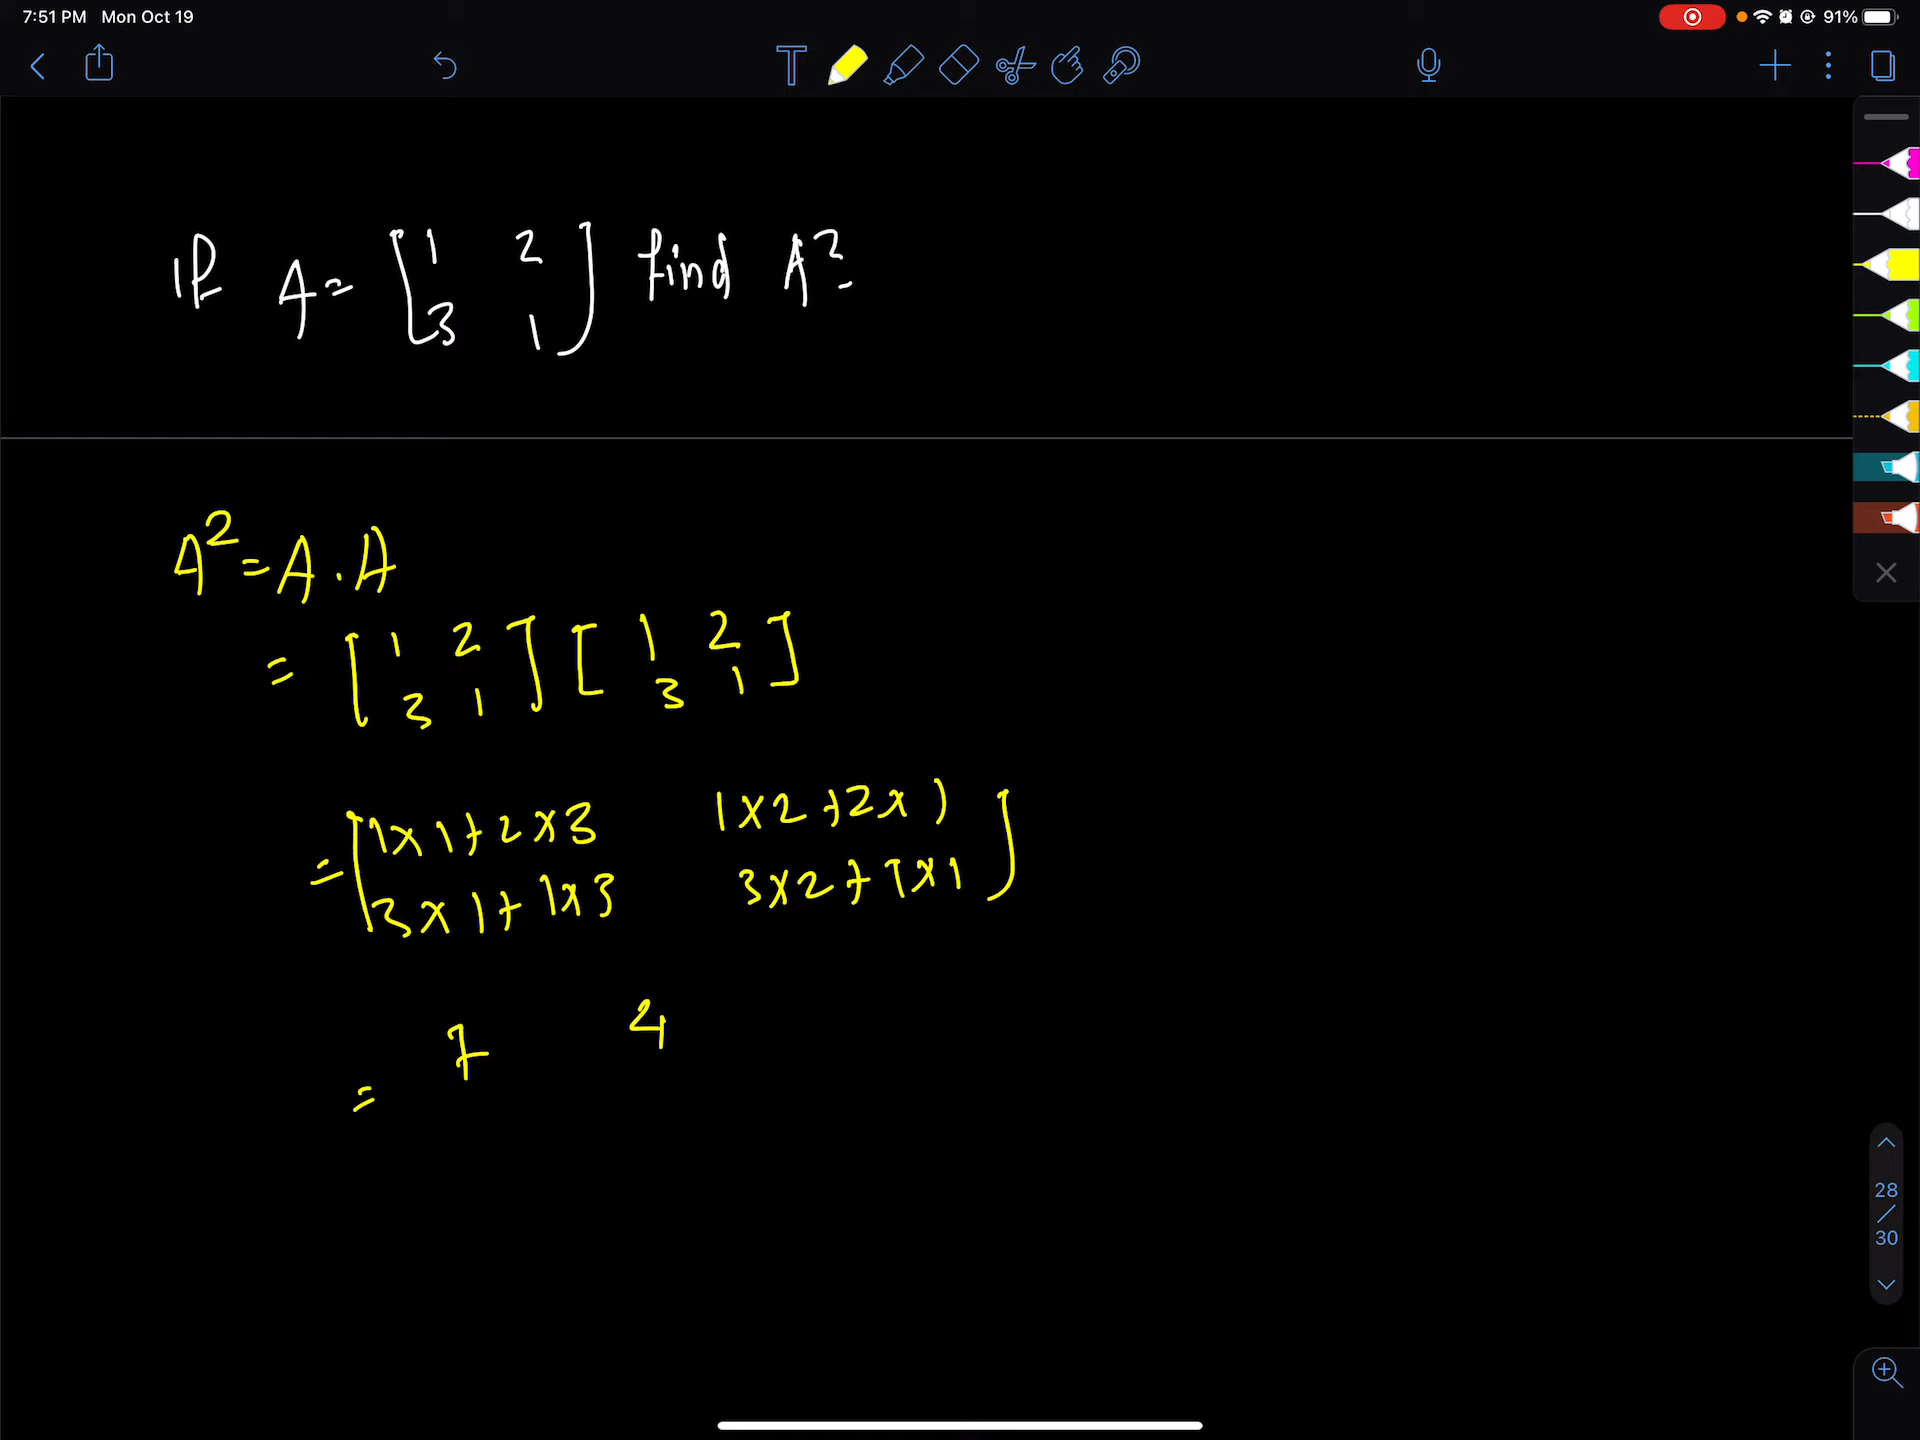 7:51 PM Mon Oct 19
91%
If A = [ 1 2 ] find A²
3 1
A² = A . A
= [ 1 2 ] [ 1 2 ]
3 1 3 1
= [ 1x1+2x3 1x2+2x1 ]
3x1+1x3 3x2+1x1
7 4
=
28
/
30